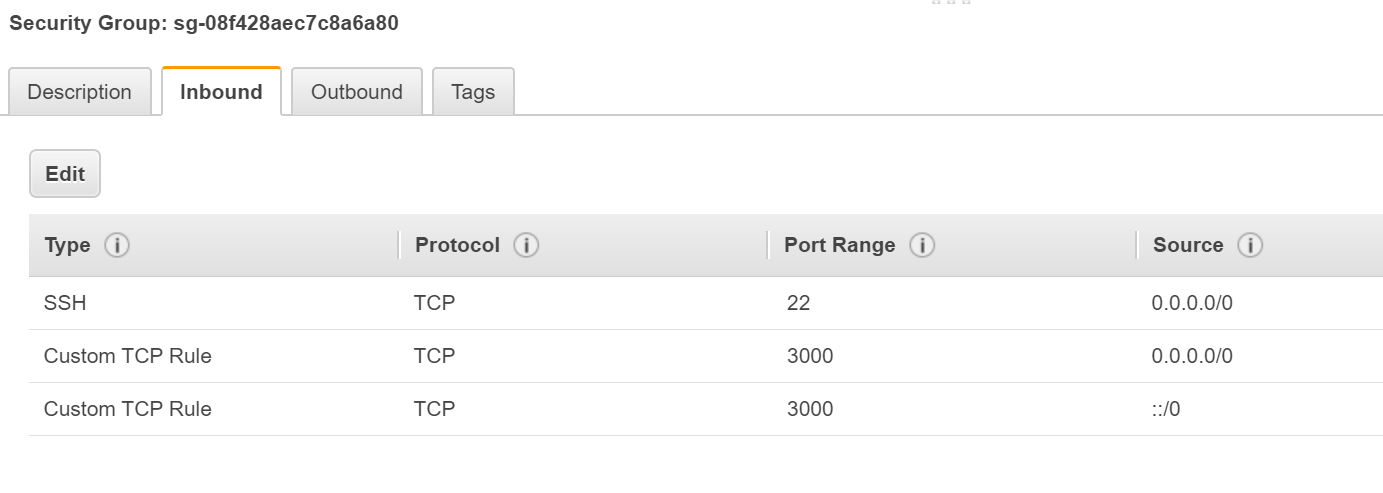 Security Group: sg-08f428aec7c8a6a80
Description Inbound Outbound Tags
Edit
Type Protocol Port Range Source
SSH TCP 22 0.0.0.0/0
Custom TCP Rule TCP 3000 0.0.0.0/0
Custom TCP Rule TCP 3000 ::/0